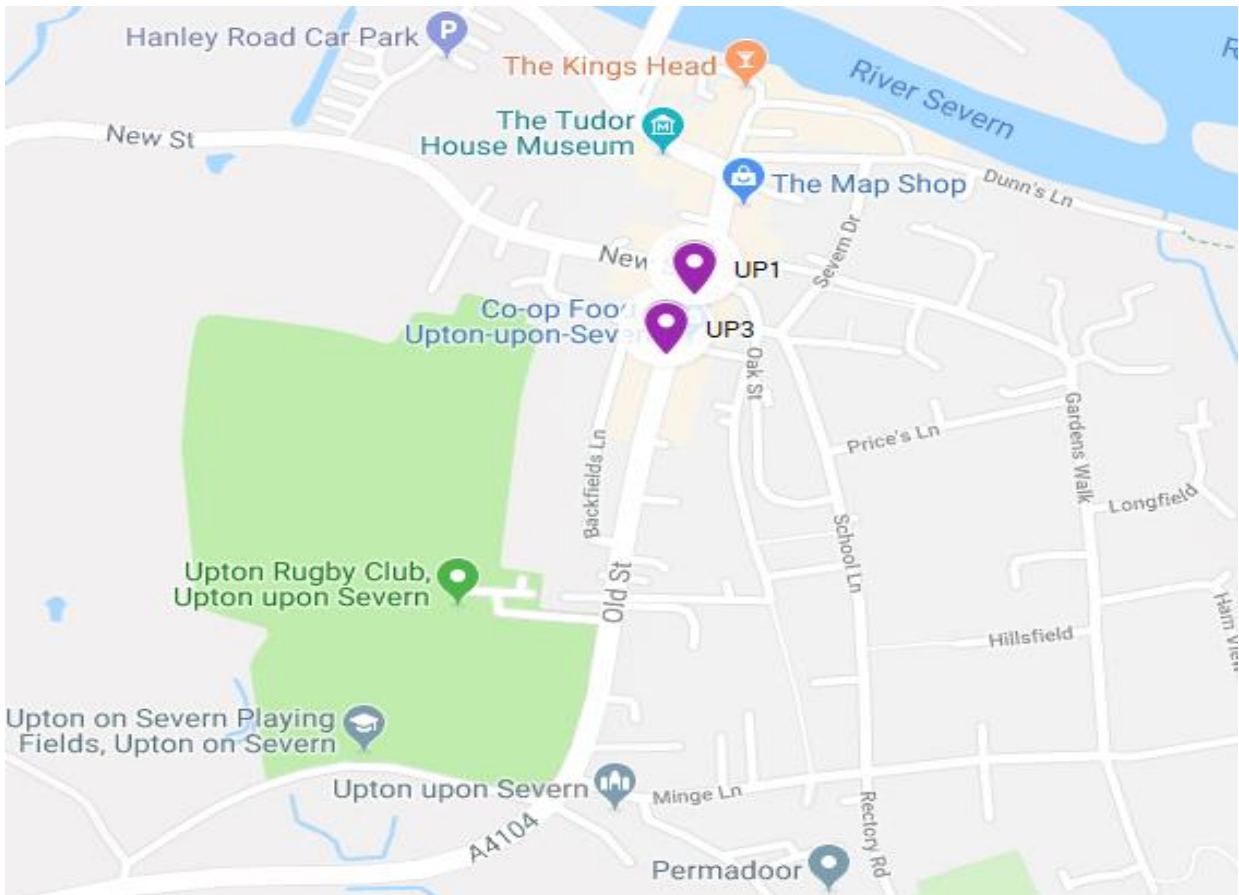 Hanley Road Car Park
P
The Kings Head
River Severn
R
New St
The Tudor
House Museum
M
The Map Shop
Dunn's Ln
Severn Dr
New
UP1
Co-op Food
Upton-upon-Sever
UP3
Oak St
Price's Ln
Gardens Walk
Longfield
Backfields Ln
School Ln
Upton Rugby Club,
Upton upon Severn
Old St
Hillsfield
Ham View
Upton on Severn Playing
Fields, Upton on Severn
Upton upon Severn
Minge Ln
A4104
Rectory Rd
Permadoor